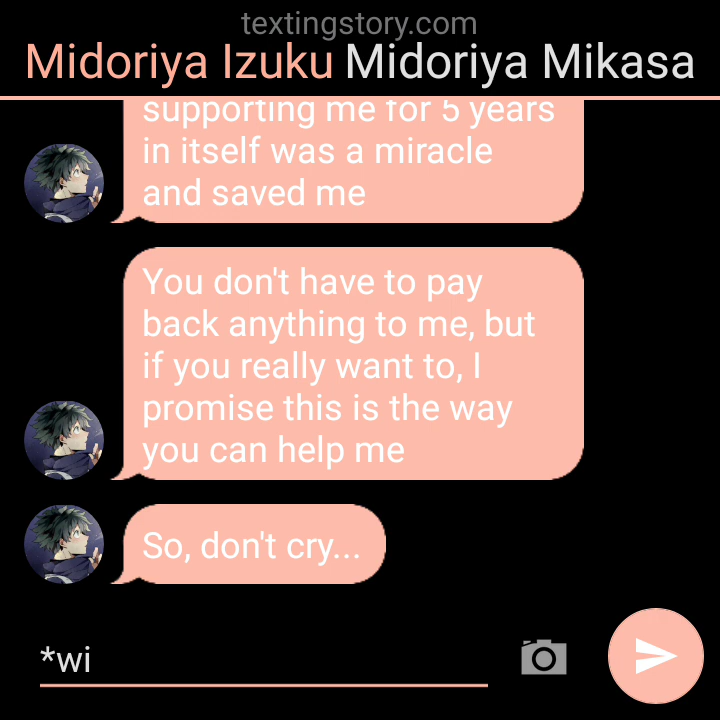 textingstory.com
Midoriya Izuku Midoriya Mikasa
supporting me for 5 years
in itself was a miracle
and saved me
You don't have to pay
back anything to me, but
if you really want to, I
promise this is the way
you can help me
So, don't cry...
*wi